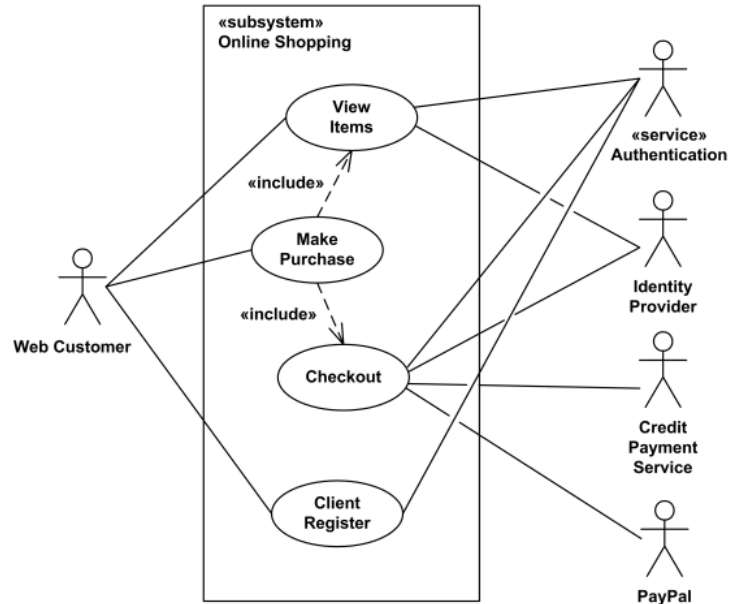 «subsystem»
Online Shopping
View
Items
«service»
Authentication
«include»
Make
Purchase
Identity
Provider
«include»
Web Customer
Checkout
Credit
Payment
Service
Client
Register
PayPal